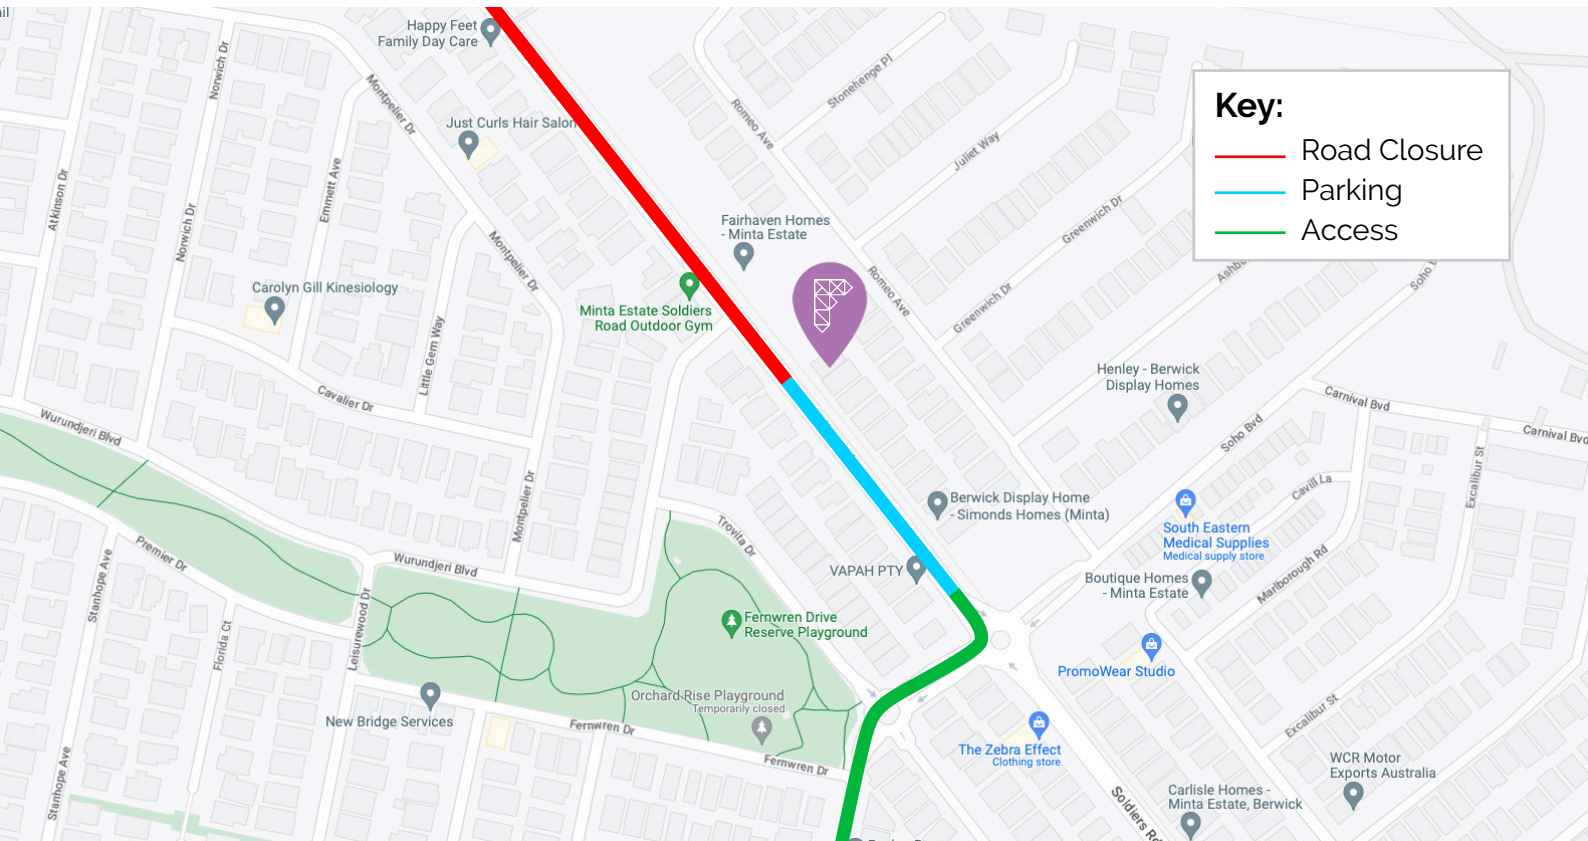 ail
Happy Feet
Family Day Care
Norwich Dr
Montpelier Dr
Just Curls Hair Salon
Stonehenge Pl
Romeo Ave
Juliet Way
Key:
Road Closure
Parking
Access
Atkinson Dr
Emmett Ave
Norwich Dr
Montpelier Dr
Fairhaven Homes
- Minta Estate
Greenwich Dr
Romeo Ave
Greenwich Dr
Ashbu
Soho B
Carolyn Gill Kinesiology
Minta Estate Soldiers
Road Outdoor Gym
Little Gem Way
Cavalier Dr
Wurundjeri Blvd
Henley - Berwick
Display Homes
Carnival Bvd
Carnival Bvd
Soho Bvd
Excalibur St
Cavill La
Montpelier Dr
Berwick Display Home
- Simonds Homes (Minta)
South Eastern
Medical Supplies
Medical supply store
Trovita Dr
Premier Dr
Stanhope Ave
Wurundjeri Blvd
VAPAH PTY
Boutique Homes
- Minta Estate
Marlborough Rd
Leisurewood Dr
Florida Ct
Fernwren Drive
Reserve Playground
PromoWear Studio
Orchard Rise Playground
Temporarily closed
New Bridge Services
Fernwren Dr
Fernwren Dr
The Zebra Effect
Clothing store
Excalibur St
Stanhope Ave
Soldiers Rd
WCR Motor
Exports Australia
Carlisle Homes -
Minta Estate, Berwick